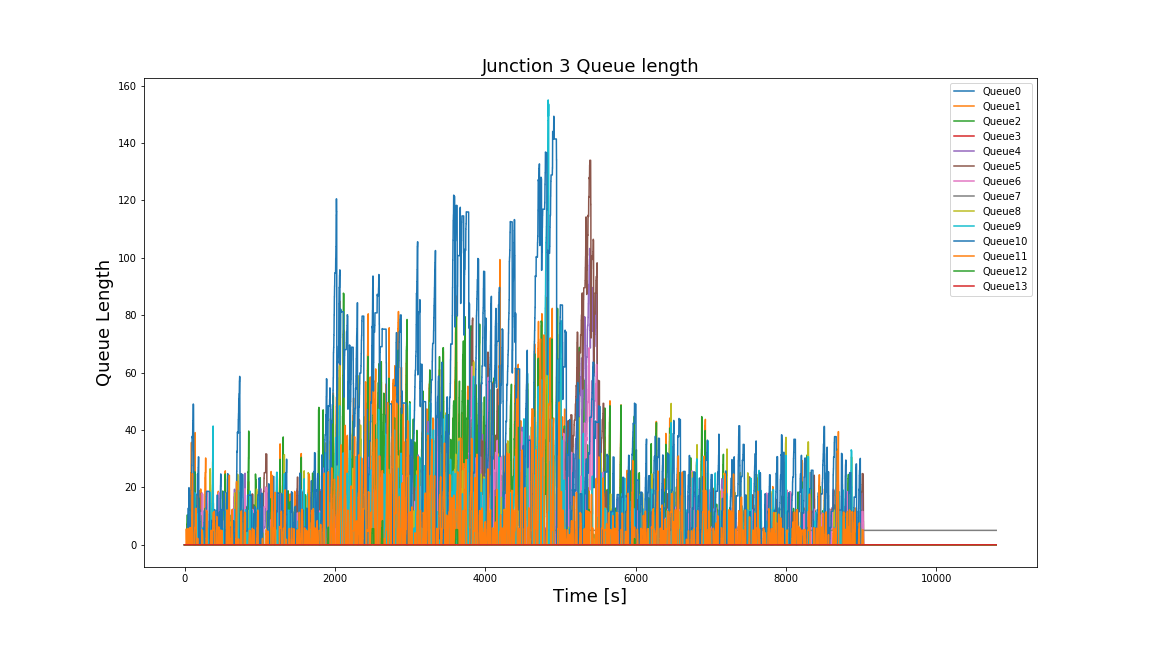 Junction 3 Queue length
160
140
120
100
80
60
40
20
0
Queue Length
0
2000
4000
6000
8000
10000
Time [s]
Queue0
Queue1
Queue2
Queue3
Queue4
Queue5
Queue6
Queue7
Queue8
Queue9
Queue10
Queue11
Queue12
Queue13